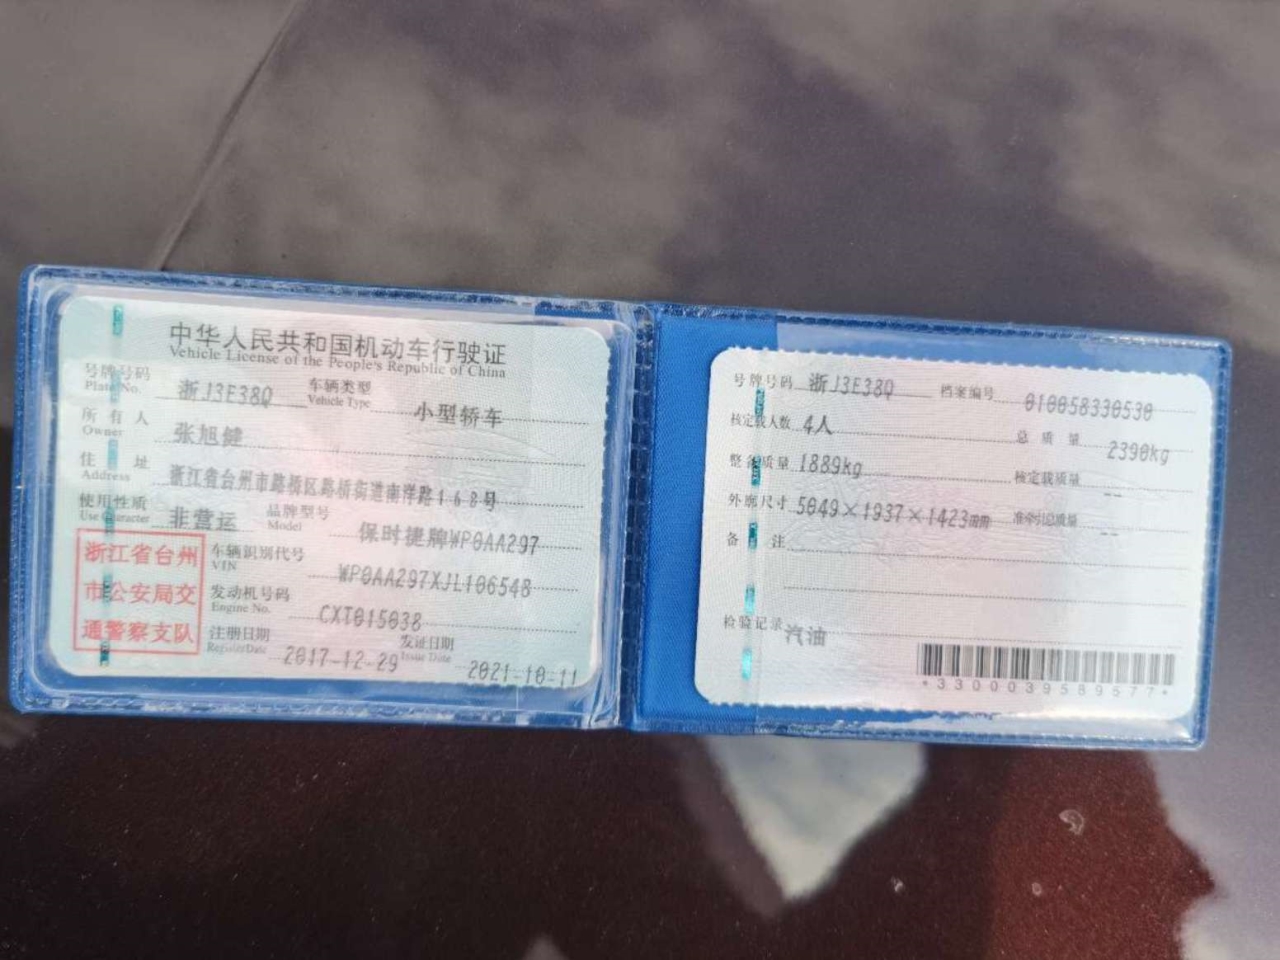 中华人民共和国机动车行驶证
Vehicle License of the People's Republic of China
号牌号码 浙J3E38Q 车辆类型 小型轿车
Plate No. Vehicle Type
所有人 张旭健
Owner
住址 浙江省台州市路桥区路桥街道南洋路168号
Address
使用性质 非营运 品牌型号 保时捷牌WP0AA297
Use Character Model
浙江省台州
市公安局交
通警察支队
车辆识别代号 WP0AA297XJL106548
VIN
发动机号码 CXT015038
Engine No.
注册日期 2017-12-29 发证日期 2021-10-11
Register Date Issue Date
号牌号码 浙J3E38Q 档案编号 010058330530
核定载人数 4人 总质量 2390kg
整备质量 1889kg 核定载质量 --
外廓尺寸 5049×1937×1423mm 准牵引总质量 --
备注
检验记录 汽油
*3300039589577*